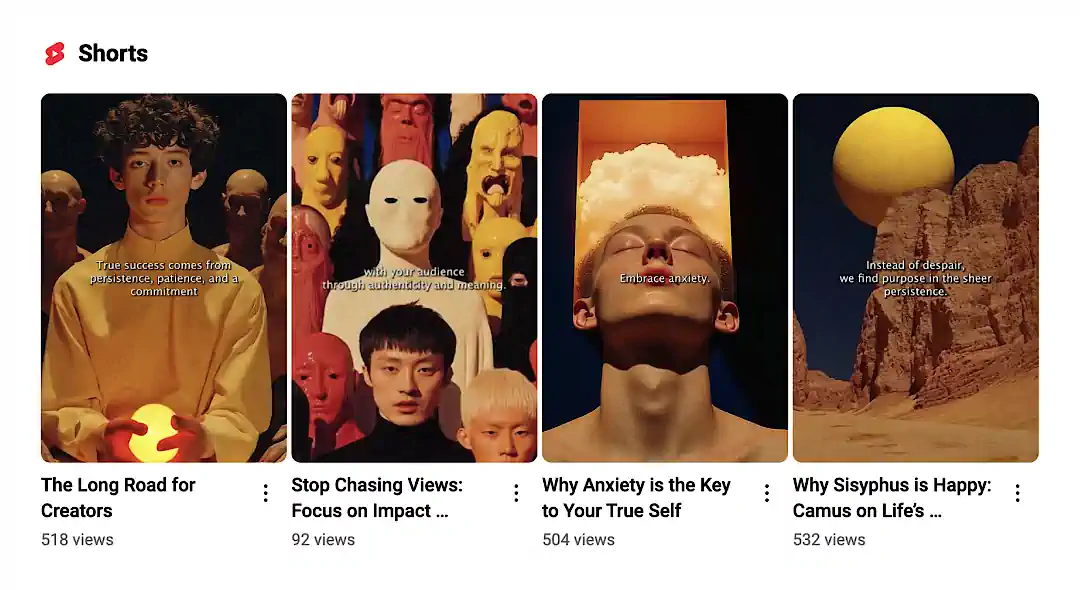 Shorts
True success comes from
persistence, patience, and a
commitment
with your audience
through authenticity and meaning.
Embrace anxiety.
Instead of despair,
we find purpose in the sheer
persistence.
The Long Road for
Creators
518 views
Stop Chasing Views:
Focus on Impact ...
92 views
Why Anxiety is the Key
to Your True Self
504 views
Why Sisyphus is Happy:
Camus on Life’s ...
532 views